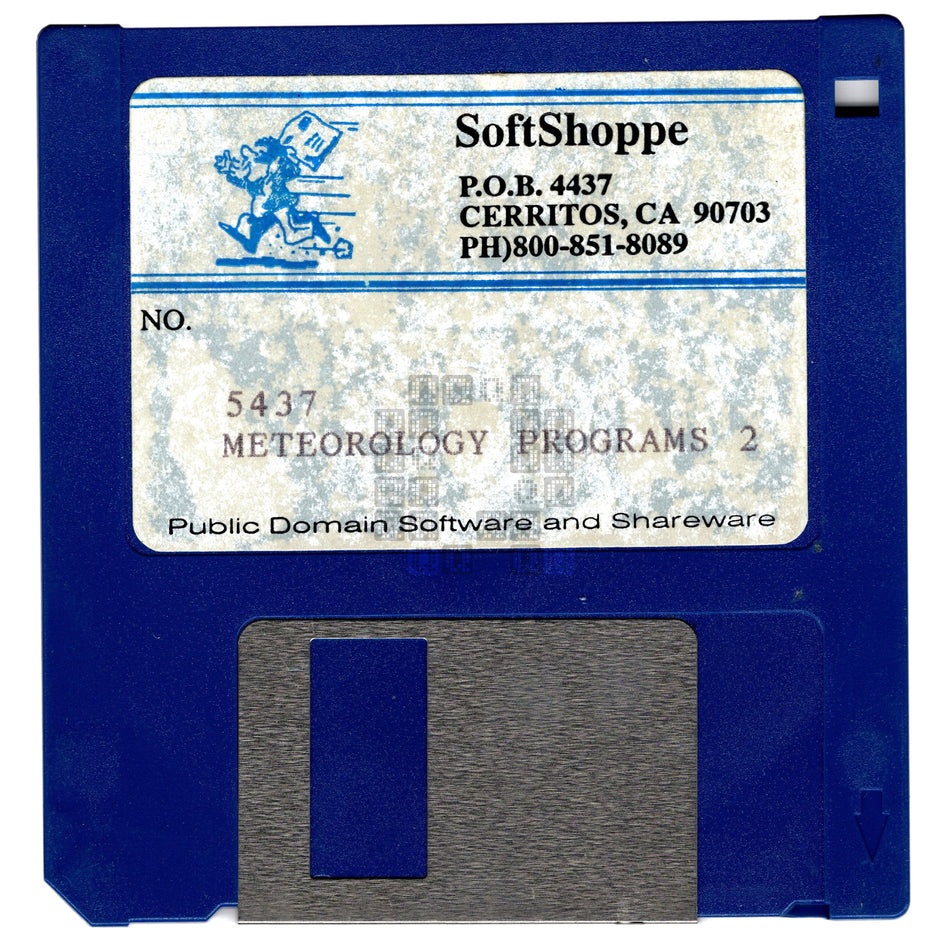 SoftShoppe
P.O.B. 4437
CERRITOS, CA 90703
PH)800-851-8089
NO.
5437
METEOROLOGY PROGRAMS 2
Public Domain Software and Shareware